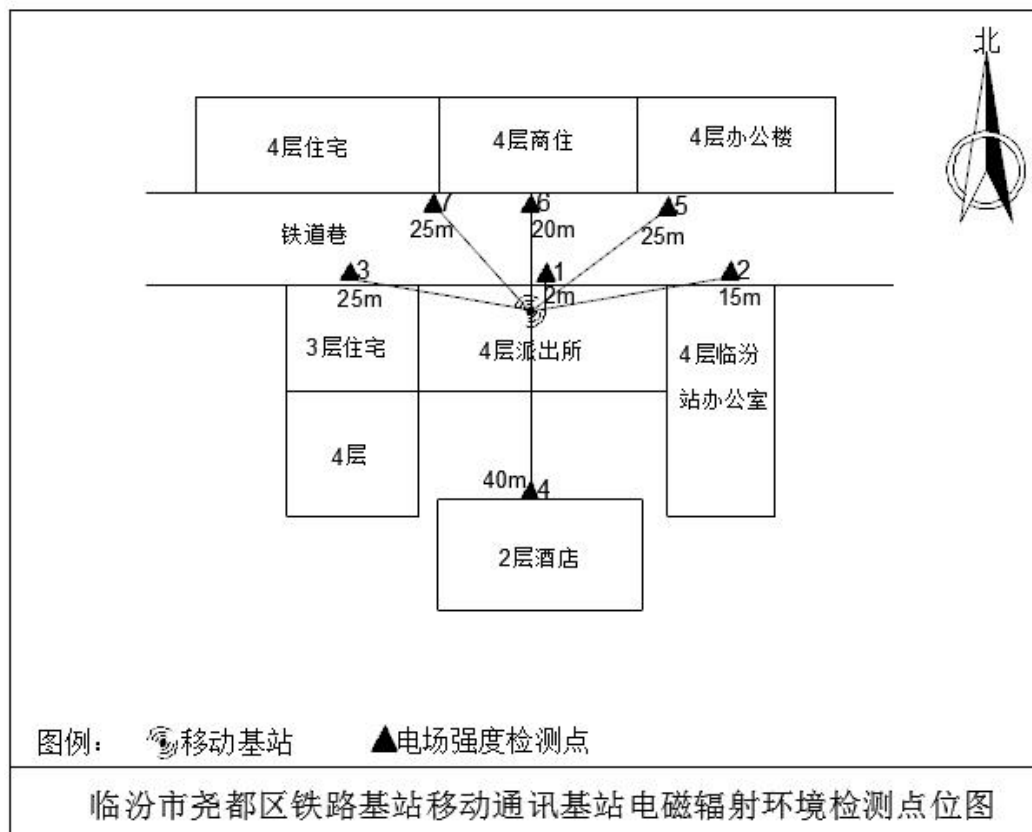 北
4层住宅
4层商住
4层办公楼
7
6
5
25m
20m
25m
铁道巷
3
1
2
25m
2m
15m
3层住宅
4层派出所
4层临汾
站办公室
4层
40m
4
2层酒店
图例：
移动基站
电场强度检测点
临汾市尧都区铁路基站移动通讯基站电磁辐射环境检测点位图